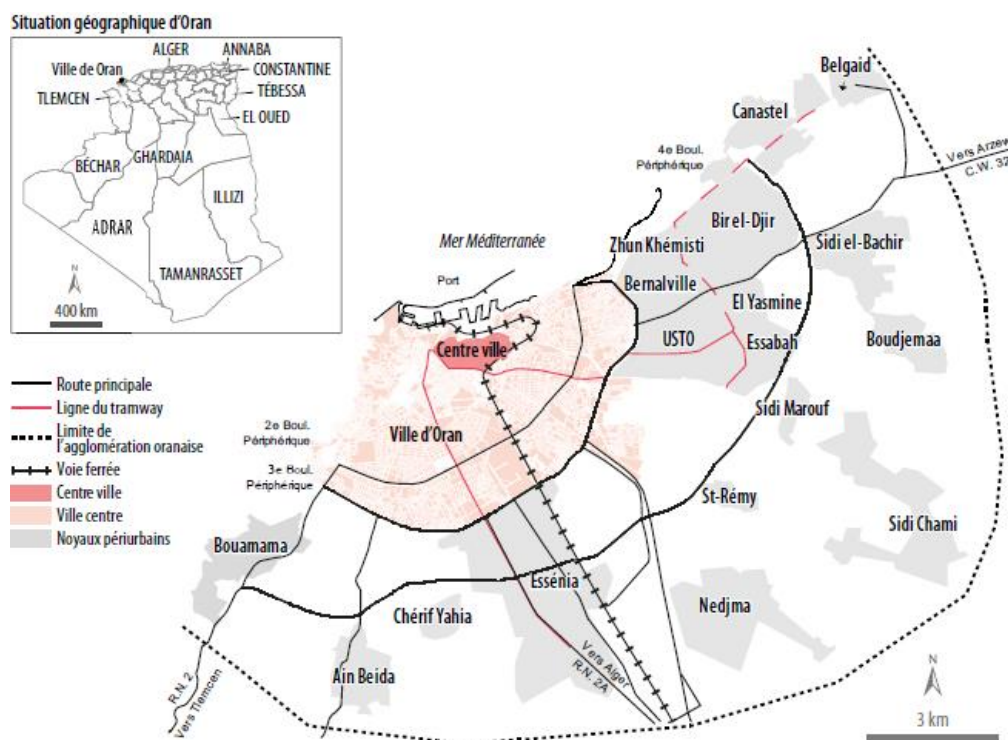 Situation géographique d'Oran
ALGER
ANNABA
Ville de Oran
CONSTANTINE
TLEMCEN
TÉBESSA
EL OUED
BÉCHAR
GHARDAIA
ILLIZI
ADRAR
TAMANRASSET
N
400 km
Route principale
Ligne du tramway
Limite de
l'agglomération oranaise
Voie ferrée
Centre ville
Ville centre
Noyaux périurbains
Belgaid
Canastel
4e Boul.
Périphérique
Vers Arzew
C.W. 32
Bir el-Djir
Mer Méditerranée
Zhun Khémisti
Sidi el-Bachir
Port
Bernalville
El Yasmine
Centre ville
USTO
Essabah
Boudjemaa
Sidi Marouf
2e Boul.
Périphérique
Ville d'Oran
3e Boul.
Périphérique
St-Rémy
Sidi Chami
Bouamama
Essénia
Nedjma
Chérif Yahia
Ain Beida
Vers Alger
R.N. 2A
R.N. 2
Vers Tlemcen
N
3 km